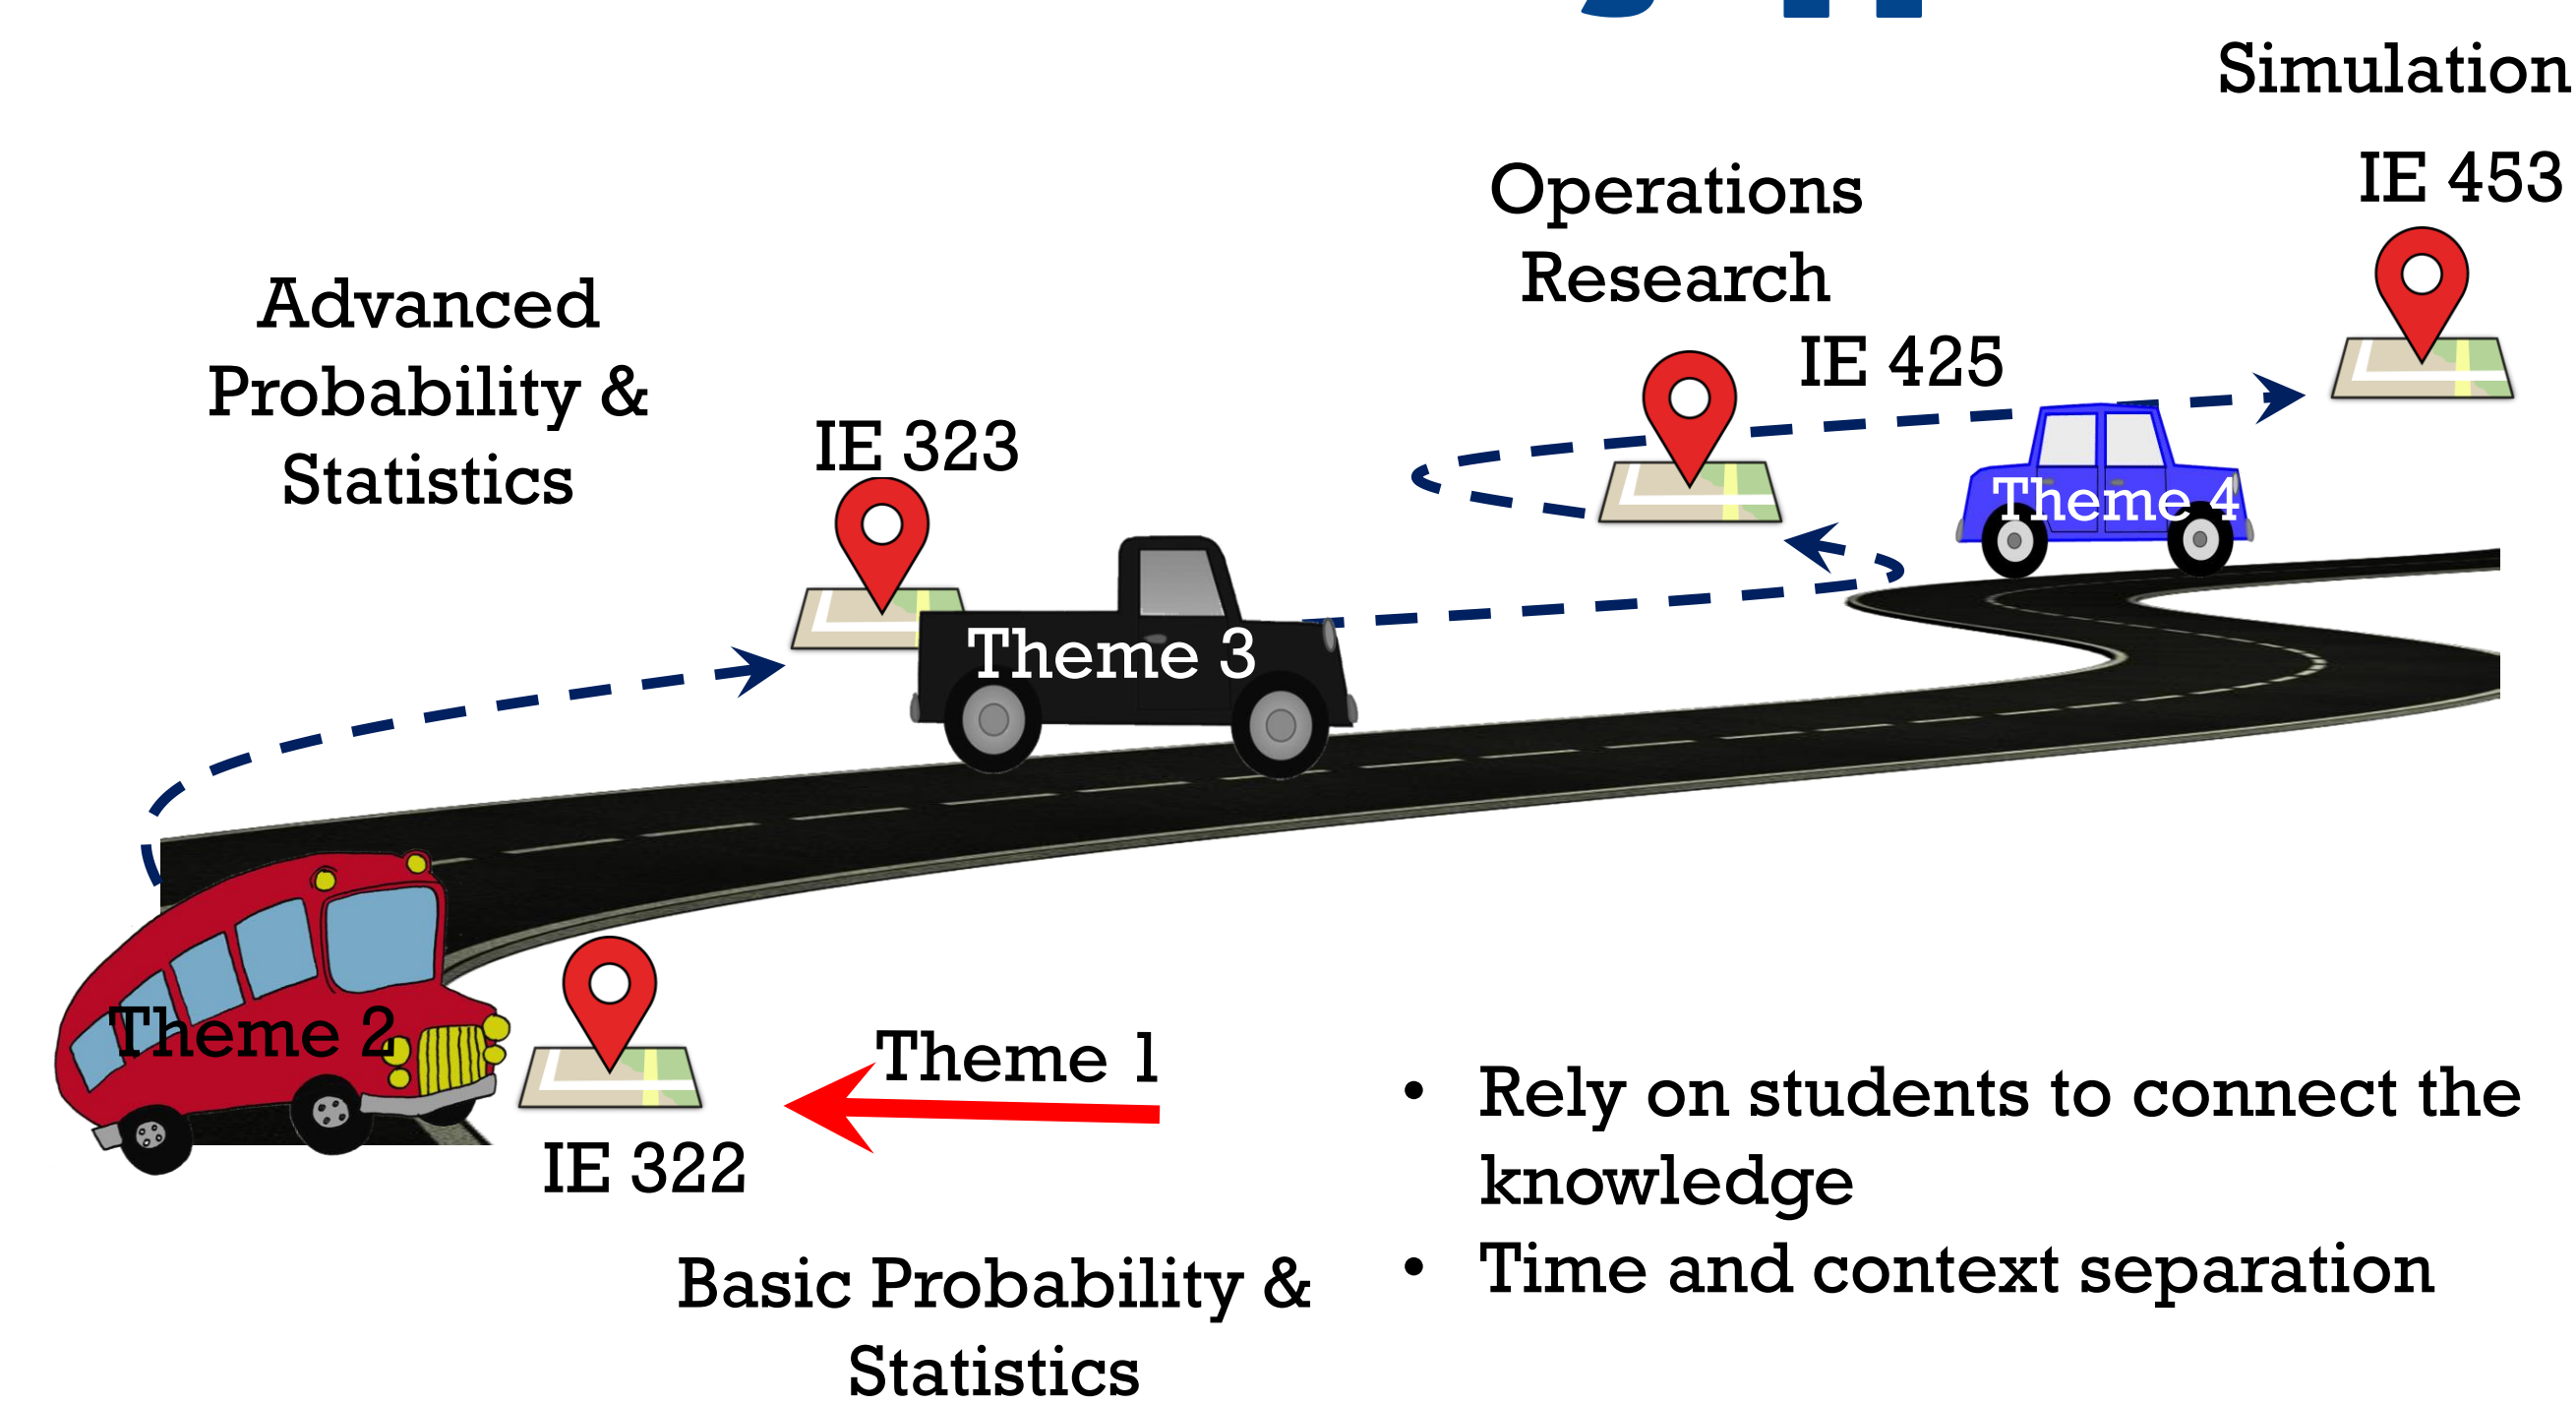 Simulation
IE 453
Operations
Research
IE 425
Advanced
Probability &
Statistics
IE 323
Theme 4
Theme 3
Theme 2
Theme 1
IE 322
Basic Probability &
Statistics
• Rely on students to connect the
knowledge
• Time and context separation